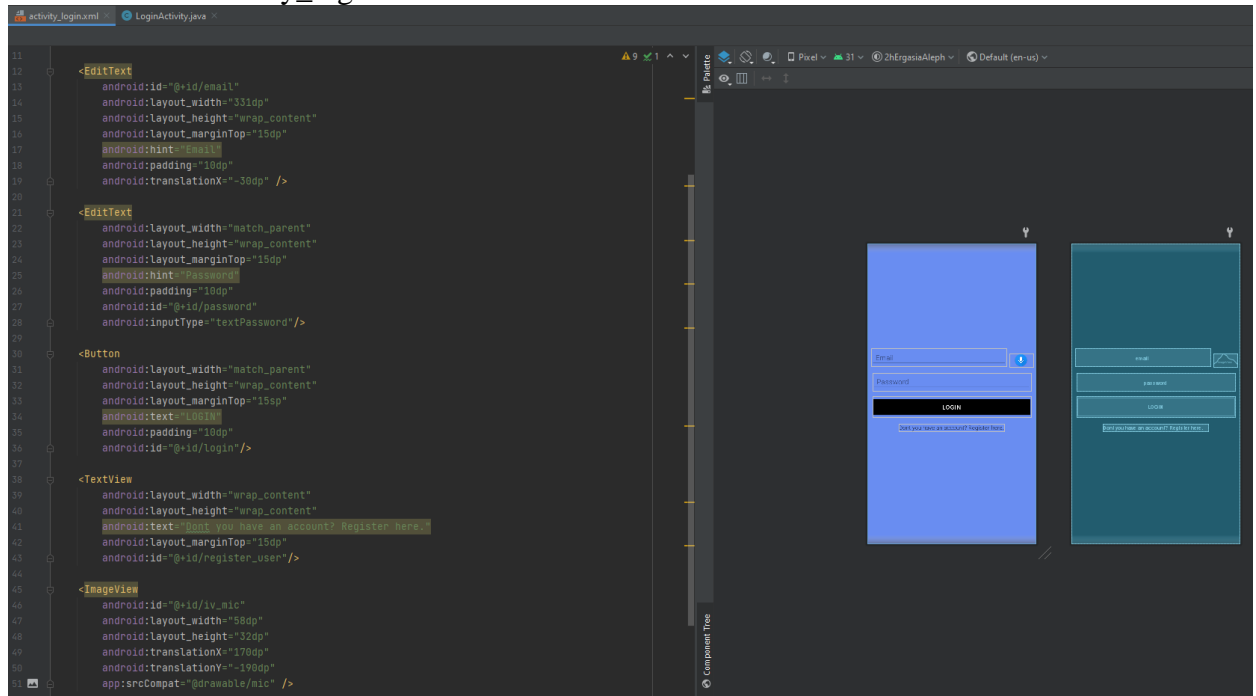 activity_login.xml LoginActivity.java
9 1
Palette
Pixel 31 2hErgasiaAleph Default (en-us)
11
12 <EditText
13 android:id="@+id/email"
14 android:layout_width="331dp"
15 android:layout_height="wrap_content"
16 android:layout_marginTop="15dp"
17 android:hint="Email"
18 android:padding="10dp"
19 android:translationX="-30dp" />
20
21 <EditText
22 android:layout_width="match_parent"
23 android:layout_height="wrap_content"
24 android:layout_marginTop="15dp"
25 android:hint="Password"
26 android:padding="10dp"
27 android:id="@+id/password"
28 android:inputType="textPassword"/>
29
30 <Button
31 android:layout_width="match_parent"
32 android:layout_height="wrap_content"
33 android:layout_marginTop="15sp"
34 android:text="LOGIN"
35 android:padding="10dp"
36 android:id="@+id/login"/>
37
38 <TextView
39 android:layout_width="wrap_content"
40 android:layout_height="wrap_content"
41 android:text="Dont you have an account? Register here."
42 android:layout_marginTop="15dp"
43 android:id="@+id/register_user"/>
44
45 <ImageView
46 android:id="@+id/iv_mic"
47 android:layout_width="58dp"
48 android:layout_height="32dp"
49 android:translationX="170dp"
50 android:translationY="-190dp"
51 app:srcCompat="@drawable/mic" />
Email
Password
LOGIN
Dont you have an account? Register here.
email
password
LOGIN
Dont you have an account? Register here.
Component Tree